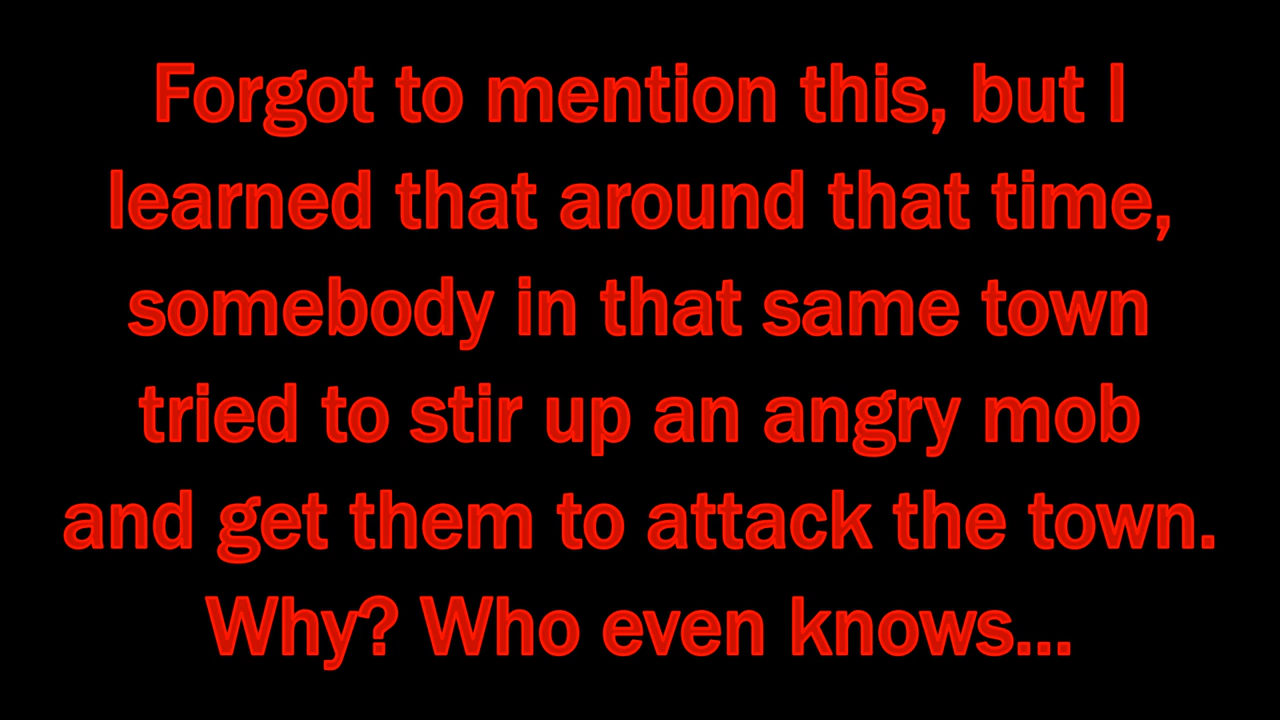 Forgot to mention this, but I
learned that around that time,
somebody in that same town
tried to stir up an angry mob
and get them to attack the town.
Why? Who even knows...